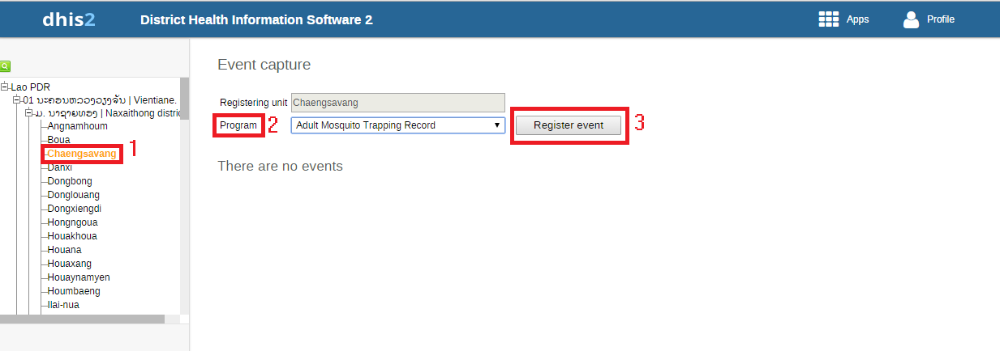 dhis2 District Health Information Software 2 Apps Profile
Lao PDR
01 ນະຄອນຫລວງວຽງຈັນ | Vientiane.
ມ. ນາຊາຍທອງ | Naxaithong distric
Angnamhoum
Boua
Chaengsavang 1
Danxi
Dongbong
Donglouang
Dongxiengdi
Hongngoua
Houakhoua
Houana
Houaxang
Houaynamyen
Houmbaeng
Ilai-nua
Event capture
Registering unit Chaengsavang
Program 2 Adult Mosquito Trapping Record Register event 3
There are no events